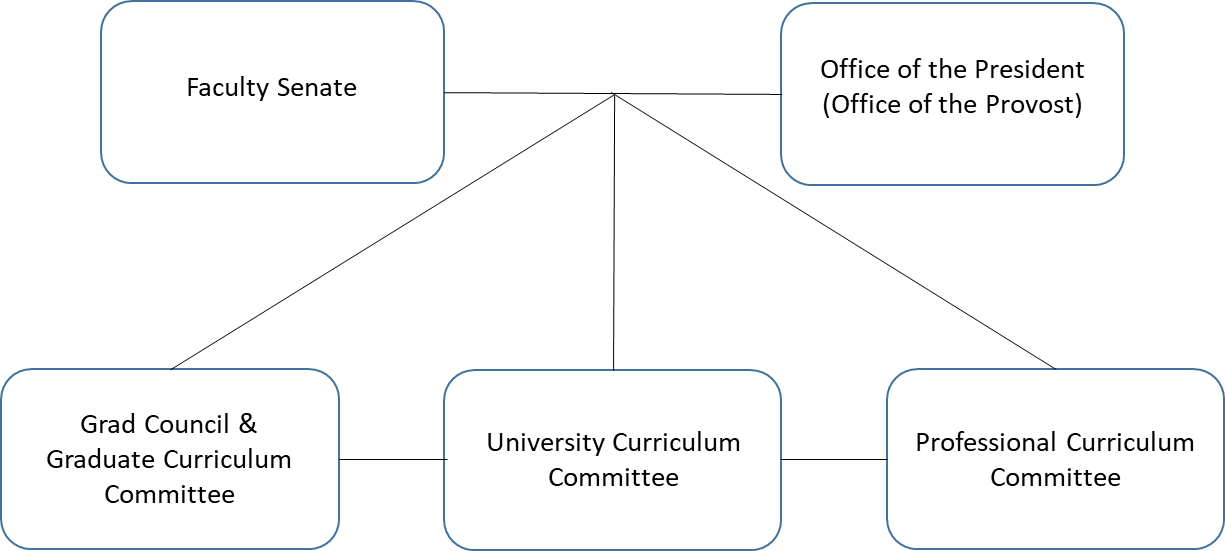 Faculty Senate
Office of the President
(Office of the Provost)
Grad Council &
Graduate Curriculum
Committee
University Curriculum
Committee
Professional Curriculum
Committee